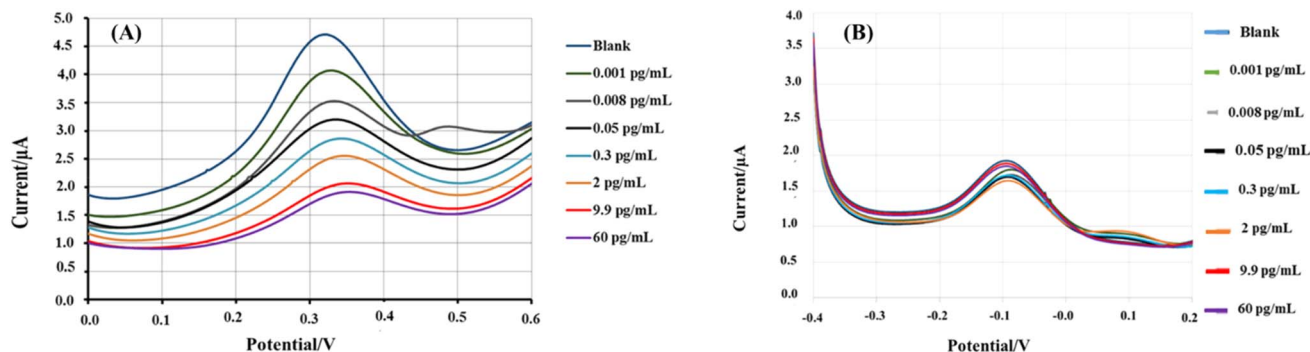 (A)
Current/µA
5.0
4.5
4.0
3.5
3.0
2.5
2.0
1.5
1.0
0.5
0.0
0.0 0.1 0.2 0.3 0.4 0.5 0.6
Potential/V
Blank
0.001 pg/mL
0.008 pg/mL
0.05 pg/mL
0.3 pg/mL
2 pg/mL
9.9 pg/mL
60 pg/mL
(B)
Current/µA
4.0
3.5
3.0
2.5
2.0
1.5
1.0
0.5
0.0
-0.4 -0.3 -0.2 -0.1 -0.0 0.1 0.2
Potential/V
Blank
0.001 pg/mL
0.008 pg/mL
0.05 pg/mL
0.3 pg/mL
2 pg/mL
9.9 pg/mL
60 pg/mL